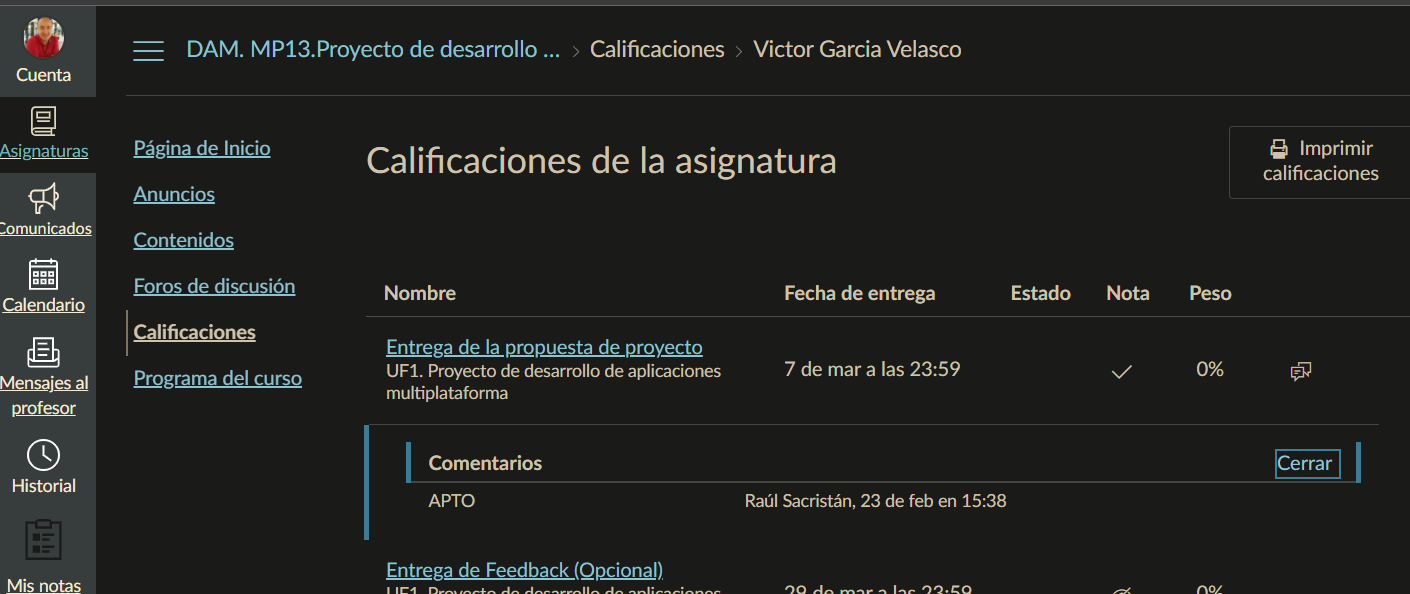 Cuenta
Asignaturas
Comunicados
Calendario
Mensajes al
profesor
Historial
Mis notas
DAM. MP13.Proyecto de desarrollo ... > Calificaciones > Victor Garcia Velasco
Página de Inicio
Anuncios
Contenidos
Foros de discusión
Calificaciones
Programa del curso
Calificaciones de la asignatura
Imprimir
calificaciones
Nombre Fecha de entrega Estado Nota Peso
Entrega de la propuesta de proyecto
UF1. Proyecto de desarrollo de aplicaciones
multiplataforma
7 de mar a las 23:59 0%
Comentarios Cerrar
APTO Raúl Sacristán, 23 de feb en 15:38
Entrega de Feedback (Opcional)
UF1. Proyecto de desarrollo de aplicaciones
29 de mar a las 23:59 0%